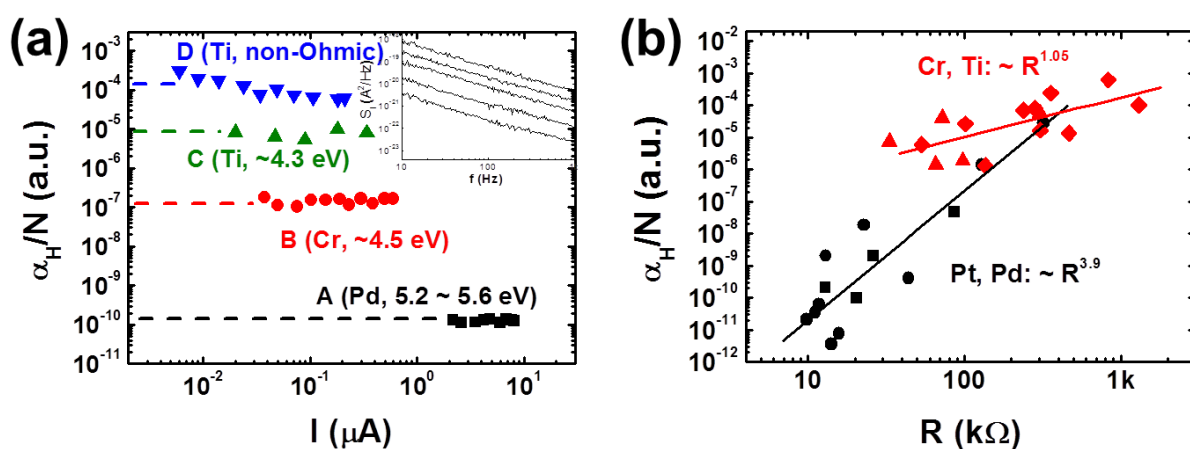 (a)
α_H/N (a.u.)
10^-3
10^-4
10^-5
10^-6
10^-7
10^-8
10^-9
10^-10
10^-11
D (Ti, non-Ohmic)
C (Ti, ~4.3 eV)
B (Cr, ~4.5 eV)
A (Pd, 5.2 ~ 5.6 eV)
S_I (A^2/Hz)
10
100
f (Hz)
10^-2
10^-1
10^0
10^1
I (μA)
(b)
α_H/N (a.u.)
10^-2
10^-3
10^-4
10^-5
10^-6
10^-7
10^-8
10^-9
10^-10
10^-11
10^-12
Cr, Ti: ~ R^1.05
Pt, Pd: ~ R^3.9
10
100
1k
R (kΩ)